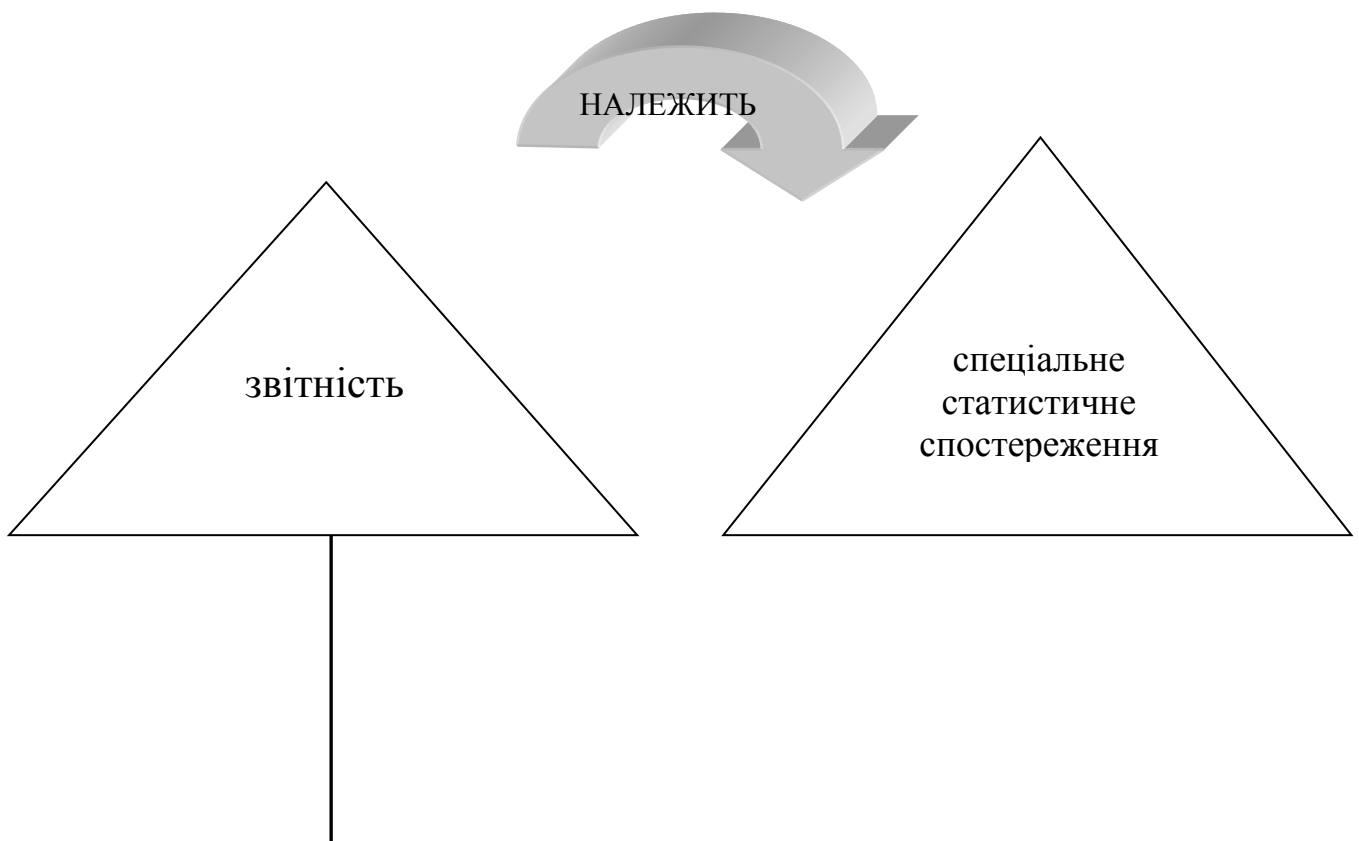 НАЛЕЖИТЬ
звітність
спеціальне
статистичне
спостереження